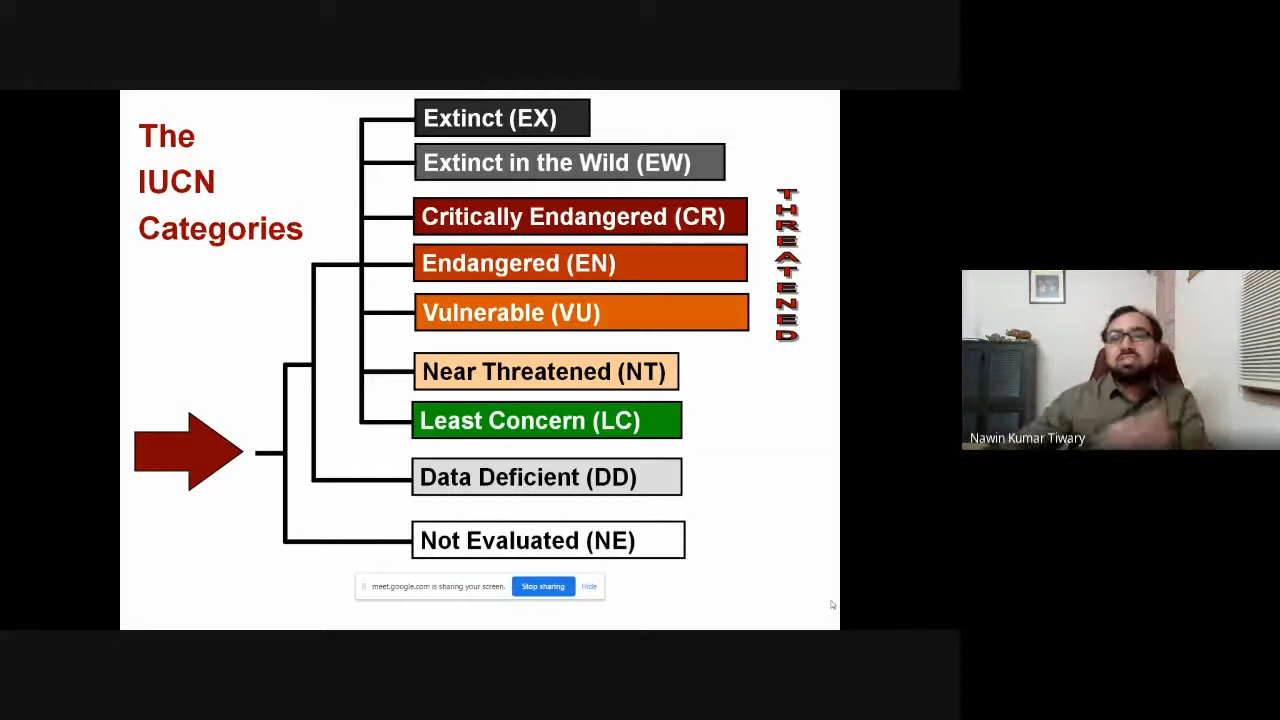 The
IUCN
Categories
Extinct (EX)
Extinct in the Wild (EW)
Critically Endangered (CR)
Endangered (EN)
Vulnerable (VU)
Near Threatened (NT)
Least Concern (LC)
Data Deficient (DD)
Not Evaluated (NE)
THREATENED
meet.google.com is sharing your screen. Stop sharing Hide
Nawin Kumar Tiwary